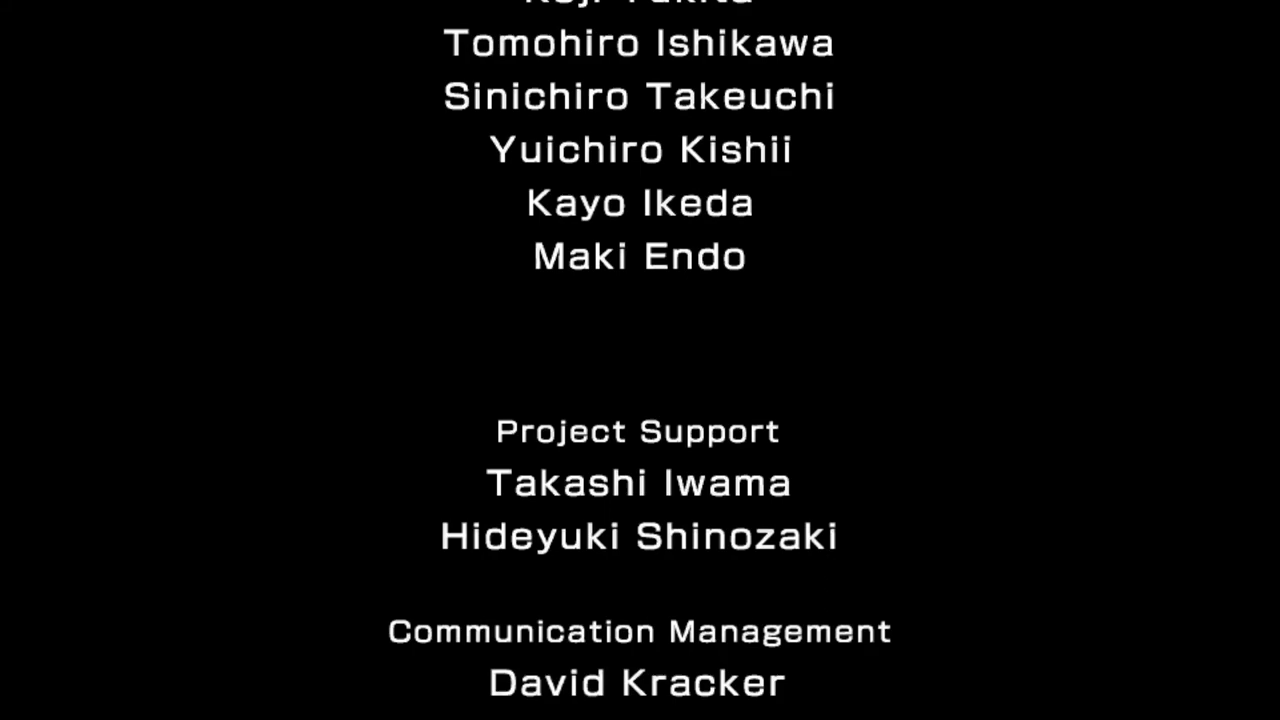 Tomohiro Ishikawa
Sinichiro Takeuchi
Yuichiro Kishii
Kayo Ikeda
Maki Endo
Project Support
Takashi Iwama
Hideyuki Shinozaki
Communication Management
David Kracker